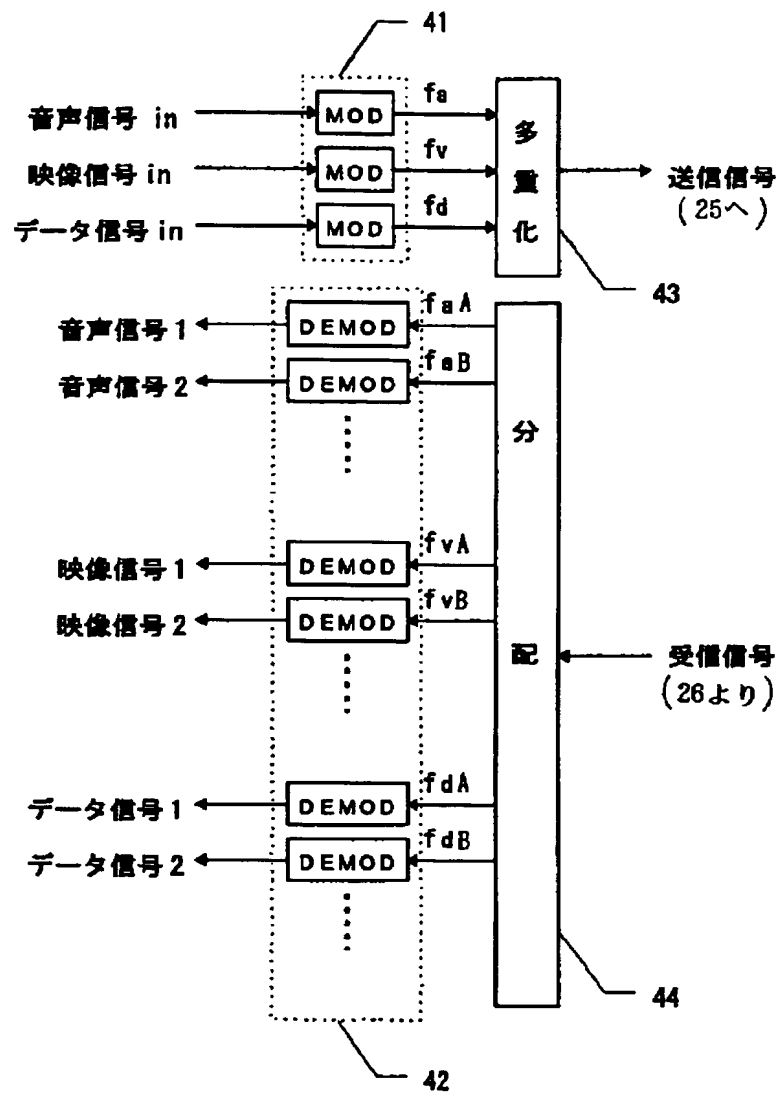 41
音声信号 in
MOD
fa
映像信号 in
MOD
fv
データ信号 in
MOD
fd
多重化
送信信号
(25へ)
43
音声信号 1
DEMOD
faA
音声信号 2
DEMOD
faB
映像信号 1
DEMOD
fvA
映像信号 2
DEMOD
fvB
分配
受信信号
(26より)
データ信号 1
DEMOD
fdA
データ信号 2
DEMOD
fdB
44
42